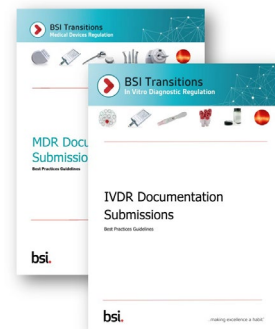 BSI Transitions
Medical Devices Regulation
MDR Docu
Submissio
Best Practices Guidelines
bsi.
BSI Transitions
In Vitro Diagnostic Regulation
IVDR Documentation
Submissions
Best Practices Guidelines
bsi.
...making excellence a habit.™